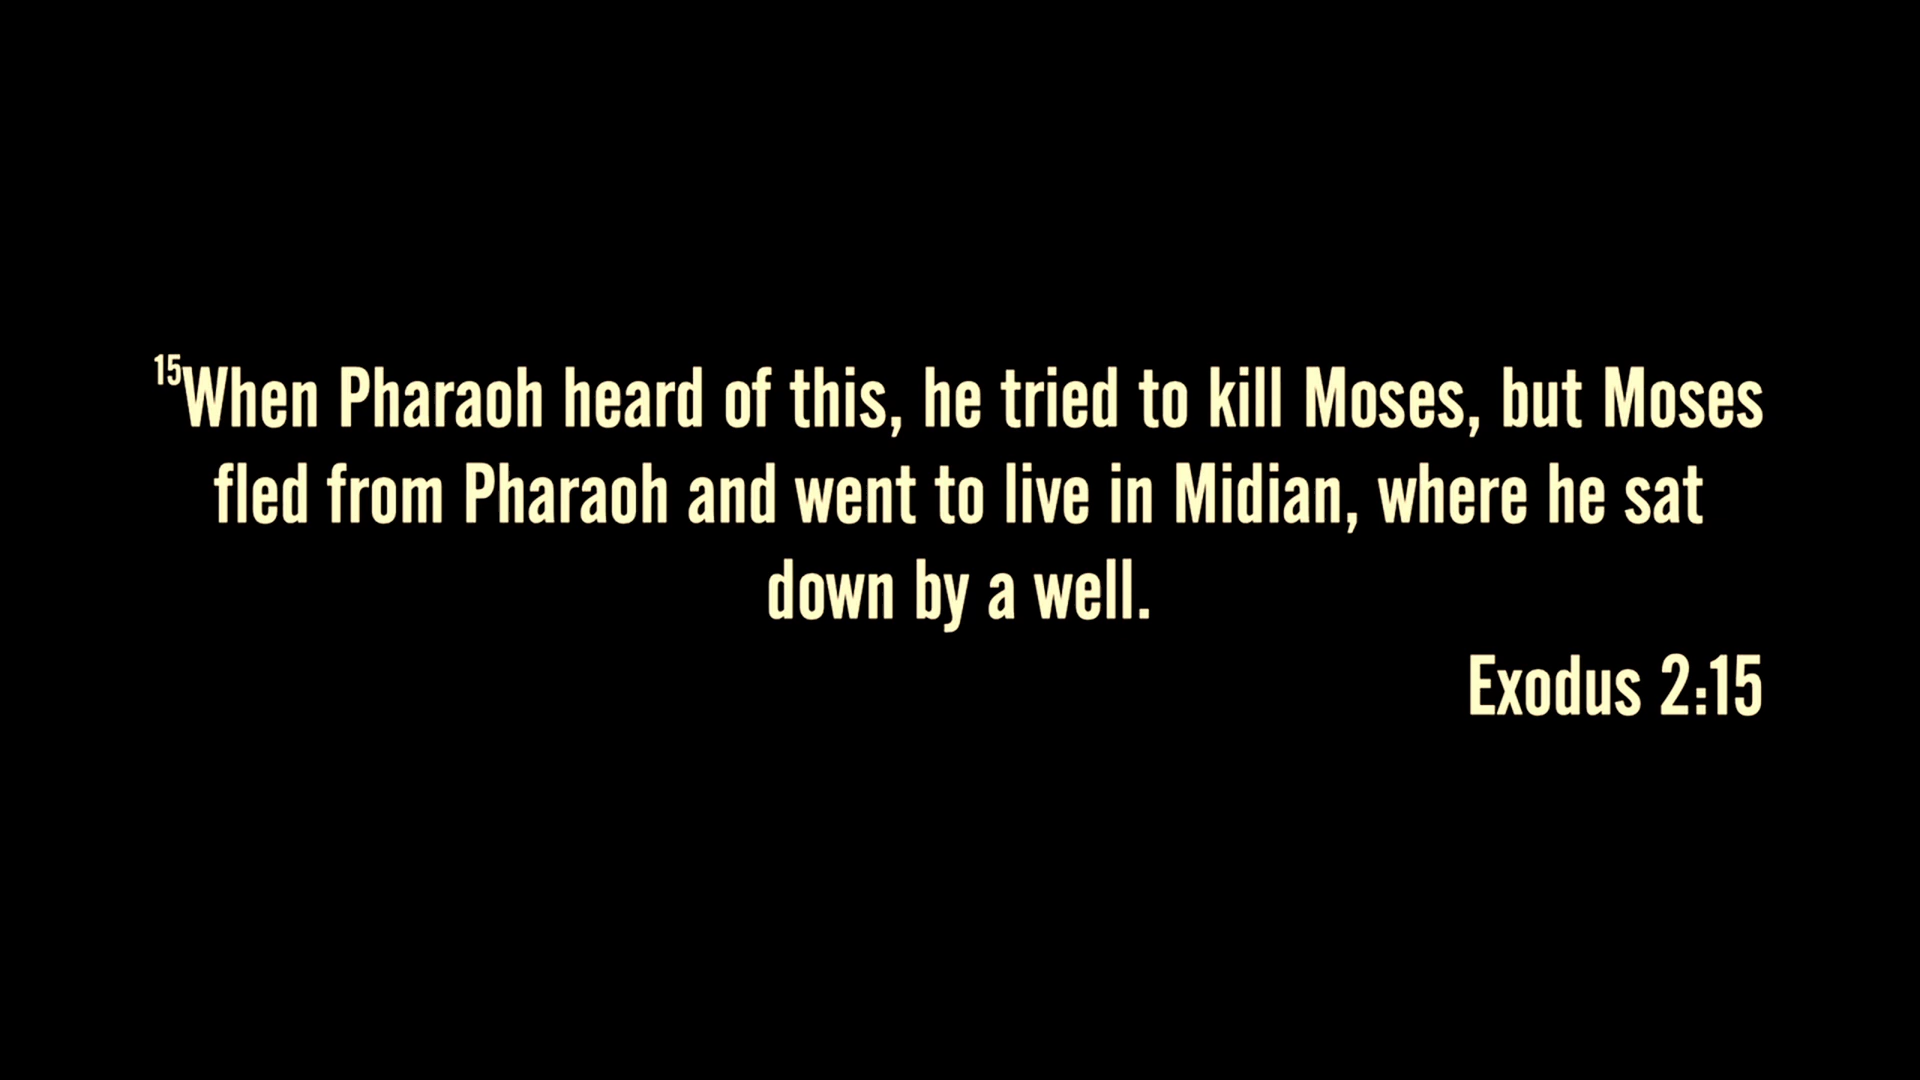 15When Pharaoh heard of this, he tried to kill Moses, but Moses
fled from Pharaoh and went to live in Midian, where he sat
down by a well.
Exodus 2:15